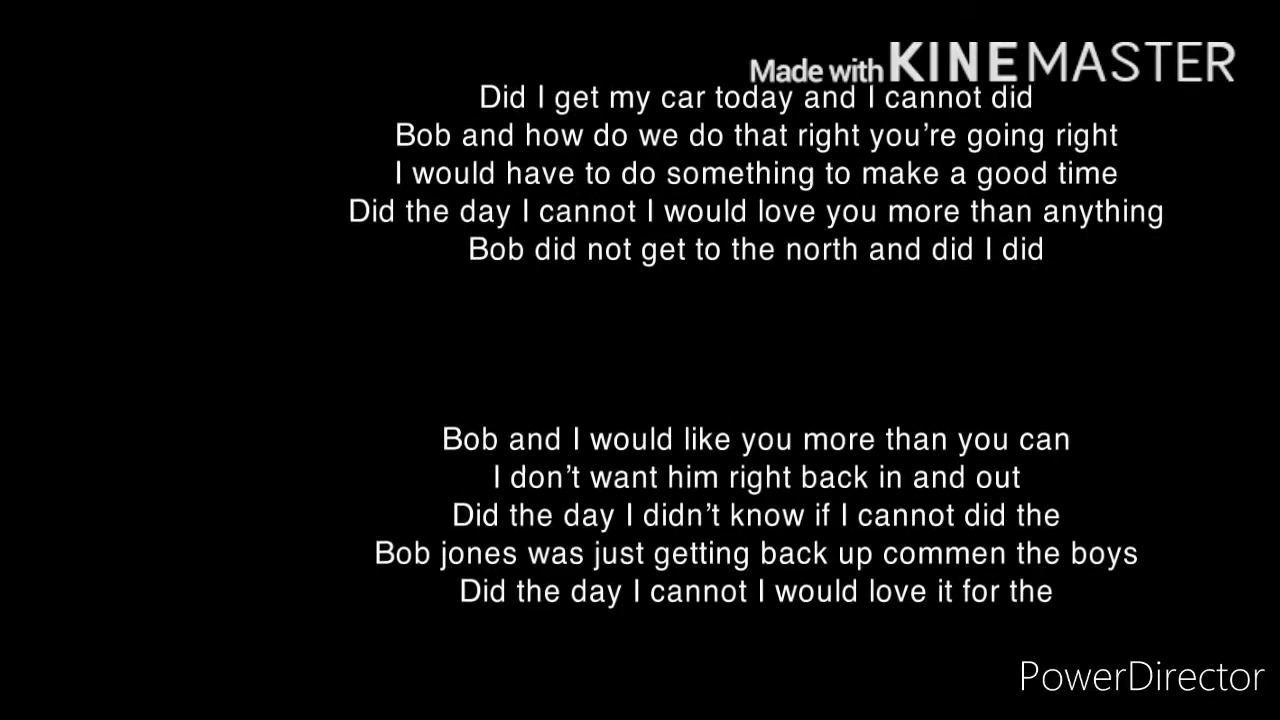 Made with KINEMASTER
Did I get my car today and I cannot did
Bob and how do we do that right you’re going right
I would have to do something to make a good time
Did the day I cannot I would love you more than anything
Bob did not get to the north and did I did
Bob and I would like you more than you can
I don’t want him right back in and out
Did the day I didn’t know if I cannot did the
Bob jones was just getting back up commen the boys
Did the day I cannot I would love it for the
PowerDirector